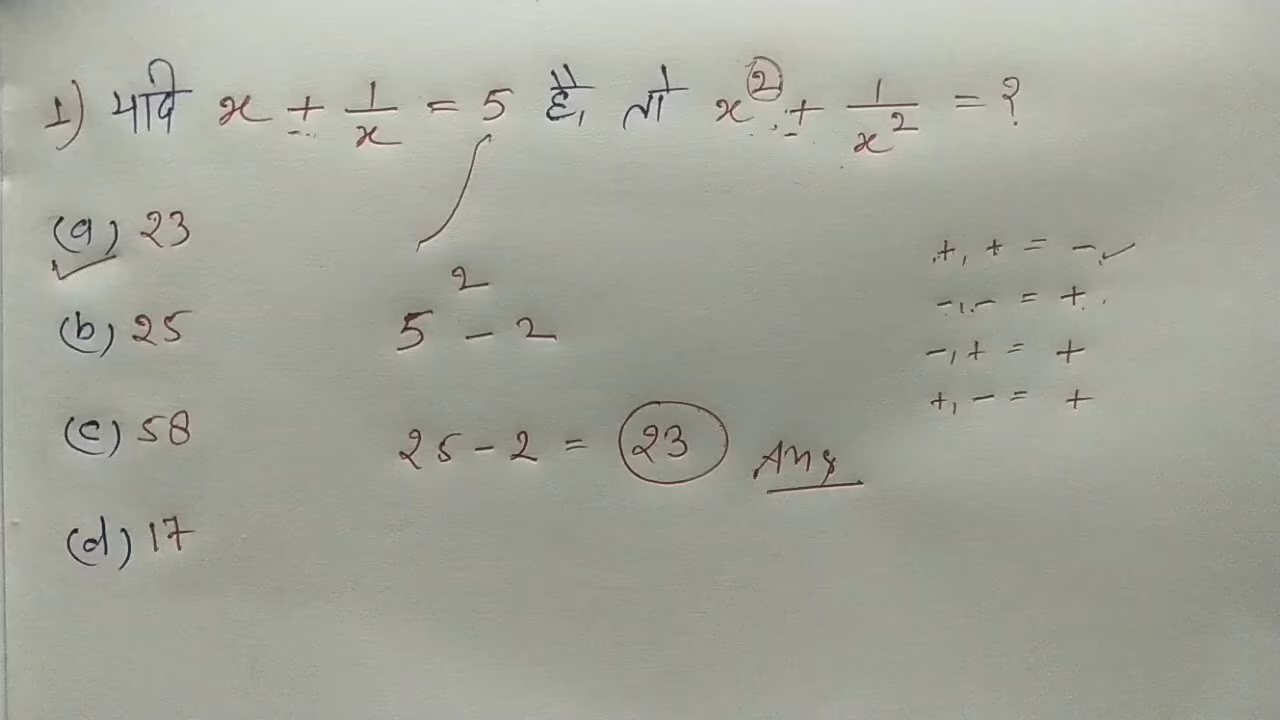 1) यदि x + 1/x = 5 है, तो x² + 1/x² = ?
(a) 23
(b) 25
(c) 58
(d) 17
5² - 2
25 - 2 = 23 Ans
+, + = - ✓
-, - = +
-, + = +
+, - = +